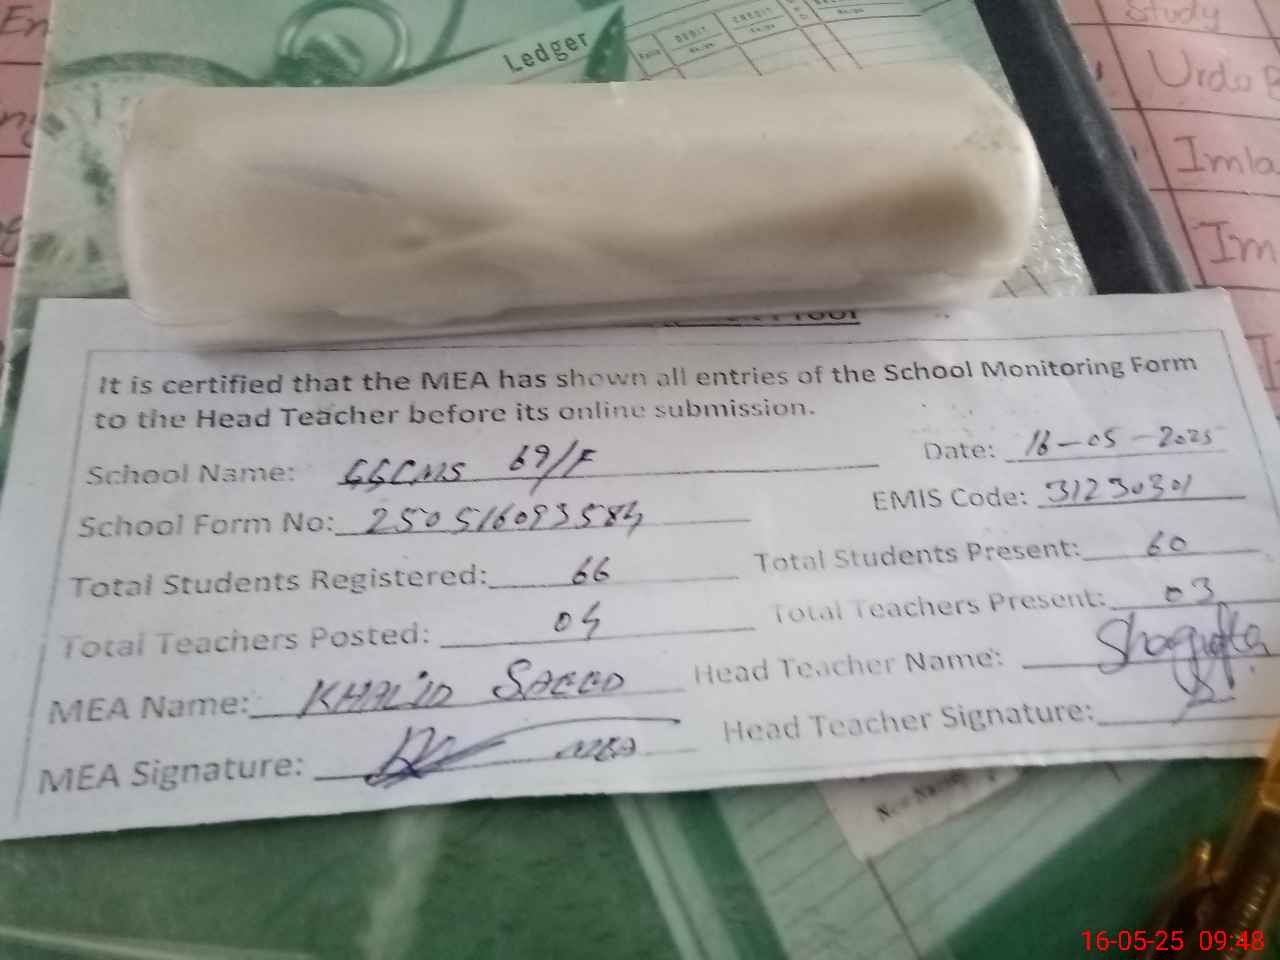 Ledger
DEBIT
CREDIT
Study
Urdu B
Imla
Im
It is certified that the MEA has shown all entries of the School Monitoring Form
to the Head Teacher before its online submission.
School Name: GGCMS 69/F Date: 16-05-2025
School Form No: 250516093584 EMIS Code: 31230301
Total Students Registered: 66 Total Students Present: 60
Total Teachers Posted: 04 Total Teachers Present: 03
MEA Name: KHALID SAEED Head Teacher Name: Shagufta
MEA Signature: MEA Head Teacher Signature:
16-05-25 09:48